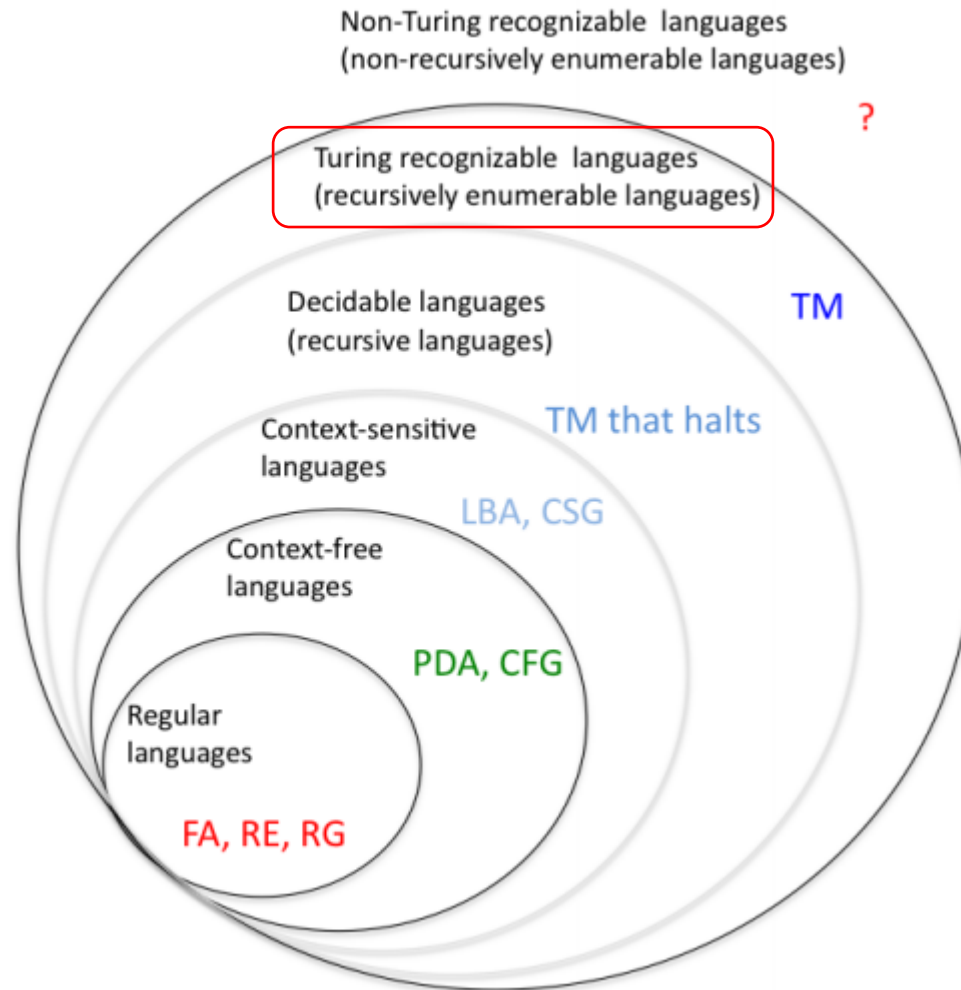 Non-Turing recognizable languages
(non-recursively enumerable languages)
?
Turing recognizable languages
(recursively enumerable languages)
Decidable languages
(recursive languages)
TM
TM that halts
Context-sensitive
languages
LBA, CSG
Context-free
languages
PDA, CFG
Regular
languages
FA, RE, RG